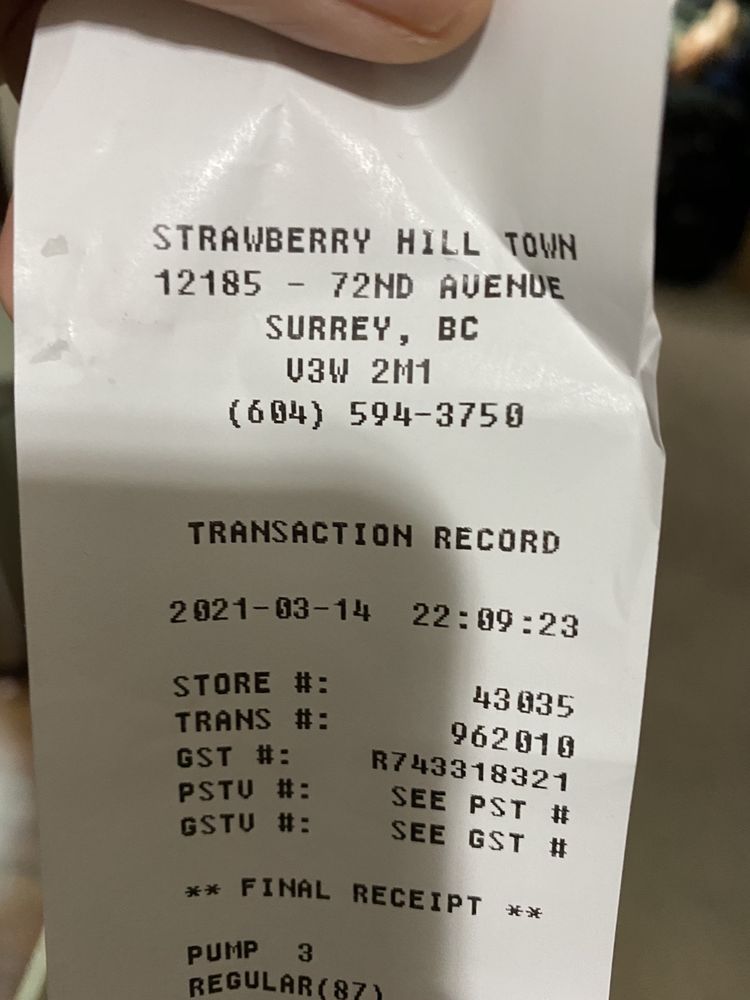 STRAWBERRY HILL TOWN
12185 - 72ND AVENUE
SURREY, BC
V3W 2M1
(604) 594-3750
TRANSACTION RECORD
2021-03-14 22:09:23
STORE #: 43035
TRANS #: 962010
GST #: R743318321
PSTV #: SEE PST #
GSTV #: SEE GST #
** FINAL RECEIPT **
PUMP 3
REGULAR(87)